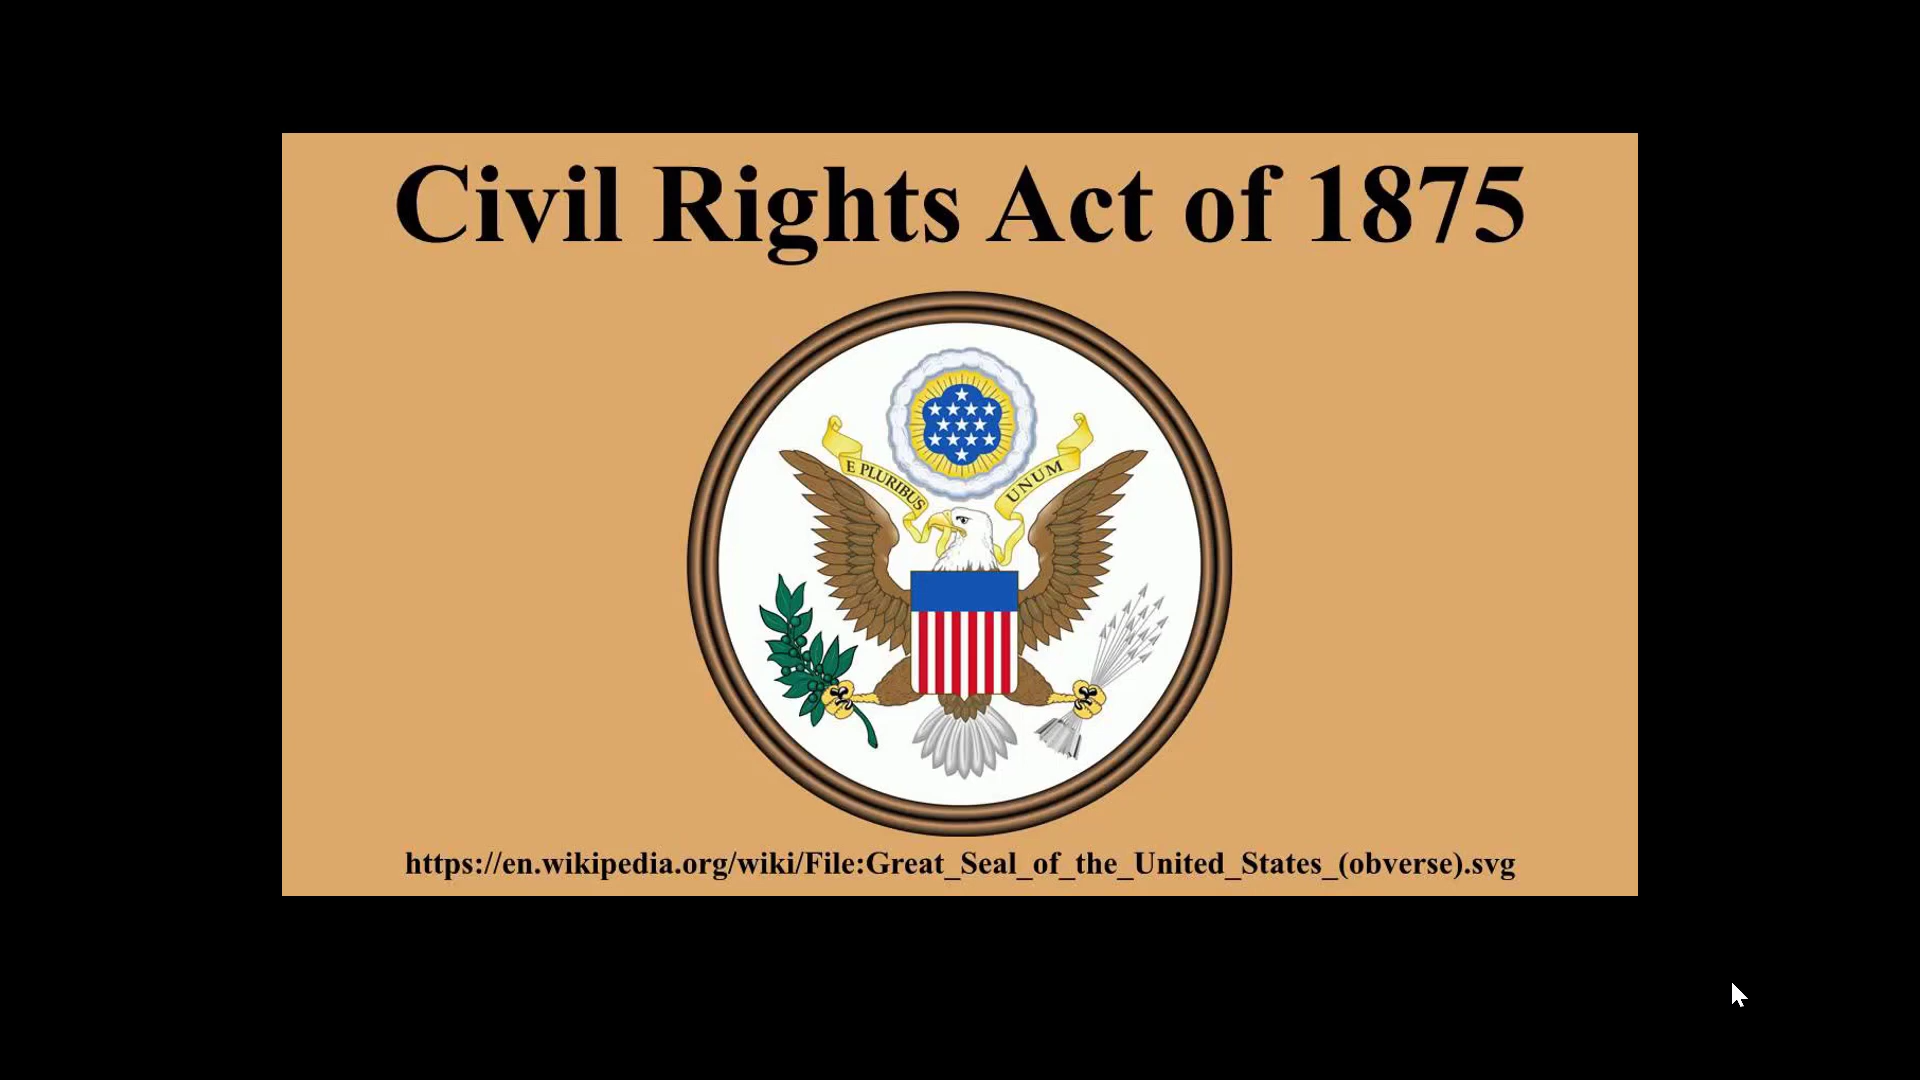 Civil Rights Act of 1875
E PLURIBUS UNUM
https://en.wikipedia.org/wiki/File:Great_Seal_of_the_United_States_(obverse).svg